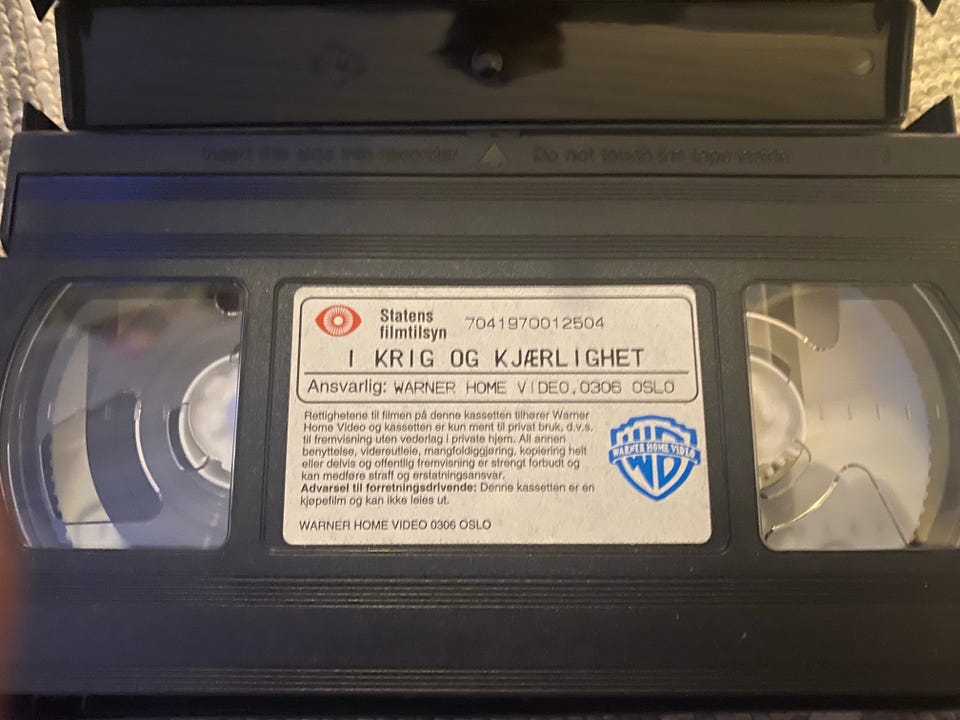 Insert this side into recorder
Do not touch the tape inside
Statens
filmtilsyn
7041970012504
I KRIG OG KJÆRLIGHET
Ansvarlig: WARNER HOME VIDEO,0306 OSLO
Rettighetene til filmen på denne kassetten tilhører Warner
Home Video og kassetten er kun ment til privat bruk, d.v.s.
til fremvisning uten vederlag i private hjem. All annen
benyttelse, videreutleie, mangfoldiggjøring, kopiering helt
eller delvis og offentlig fremvisning er strengt forbudt og
kan medføre straff og erstatningsansvar.
Advarsel til forretningsdrivende: Denne kassetten er en
kjøpefilm og kan ikke leies ut.
WARNER HOME VIDEO 0306 OSLO
WARNER HOME VIDEO